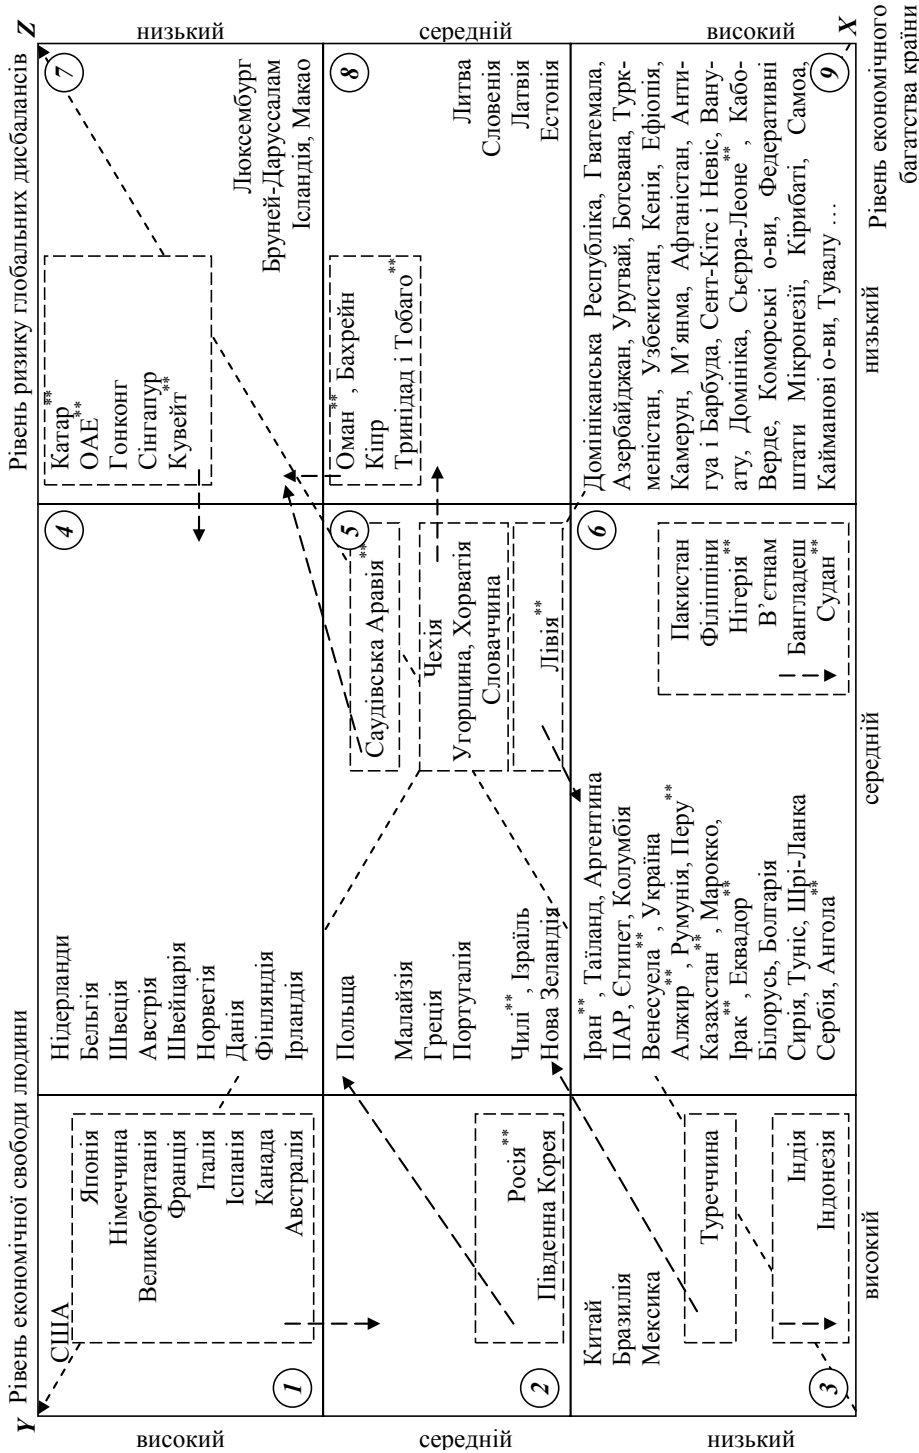 Y Рівень економічної свободи людини
Рівень ризику глобальних дисбалансів Z
високий
середній
низький
низький
середній
високий
1
США
Японія
Німеччина
Великобританія
Франція
Італія
Іспанія
Канада
Австралія
4
Нідерланди
Бельгія
Швеція
Австрія
Швейцарія
Норвегія
Данія
Фінляндія
Ірландія
7
Катар**
ОАЕ**
Гонконг
Сінгапур
Кувейт**
Люксембург
Бруней-Даруссалам
Ісландія, Макао
2
Росія**
Південна Корея
5
Польща
Малайзія
Греція
Португалія
Чилі**, Ізраїль
Нова Зеландія
Саудівська Аравія**
Чехія
Угорщина, Хорватія
Словаччина
Лівія**
8
Оман**, Бахрейн
Кіпр
Тринідад і Тобаго**
Литва
Словенія
Латвія
Естонія
3
Китай
Бразилія
Мексика
Туреччина
Індія
Індонезія
6
Іран**, Таїланд, Аргентина
ПАР, Єгипет, Колумбія
Венесуела**, Україна
Алжир**, Румунія, Перу**
Казахстан**, Марокко,
Ірак**, Еквадор**
Білорусь, Болгарія
Сирія, Туніс, Шрі-Ланка
Сербія, Ангола**
Пакистан
Філіппіни
Нігерія**
В’єтнам
Бангладеш
Судан**
9
Домініканська Республіка, Гватемала,
Азербайджан, Уругвай, Ботсвана, Турк-
меністан, Узбекистан, Кенія, Ефіопія,
Камерун, М’янма, Афганістан, Анти-
гуа і Барбуда, Сент-Кітс і Невіс, Вану-
ату, Домініка, Сьєрра-Леоне**, Кабо-
Верде, Коморські о-ви, Федеративні
штати Мікронезії, Кірибаті, Самоа,
Кайманові о-ви, Тувалу …
високий
середній
низький
X
Рівень економічного
багатства країни